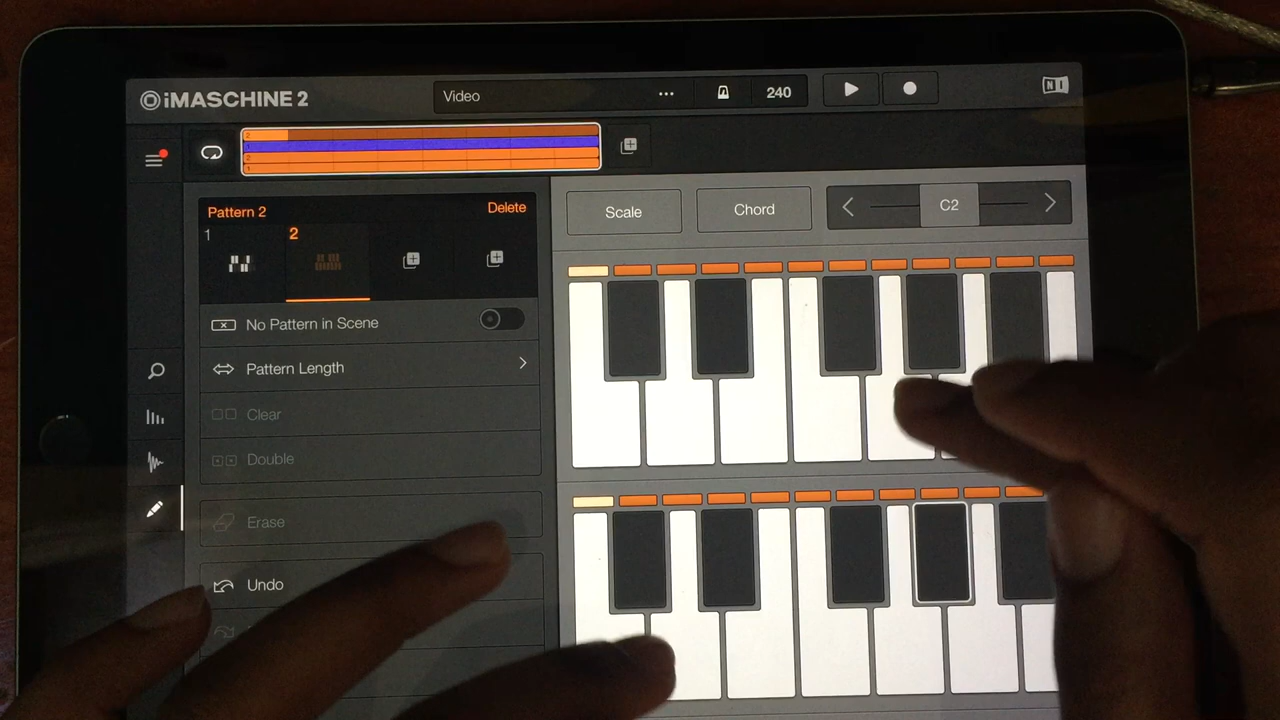 iMASCHINE 2
Video
...
240
NI
Pattern 2
Delete
1
2
Scale
Chord
C2
No Pattern in Scene
Pattern Length
Clear
Double
Erase
Undo